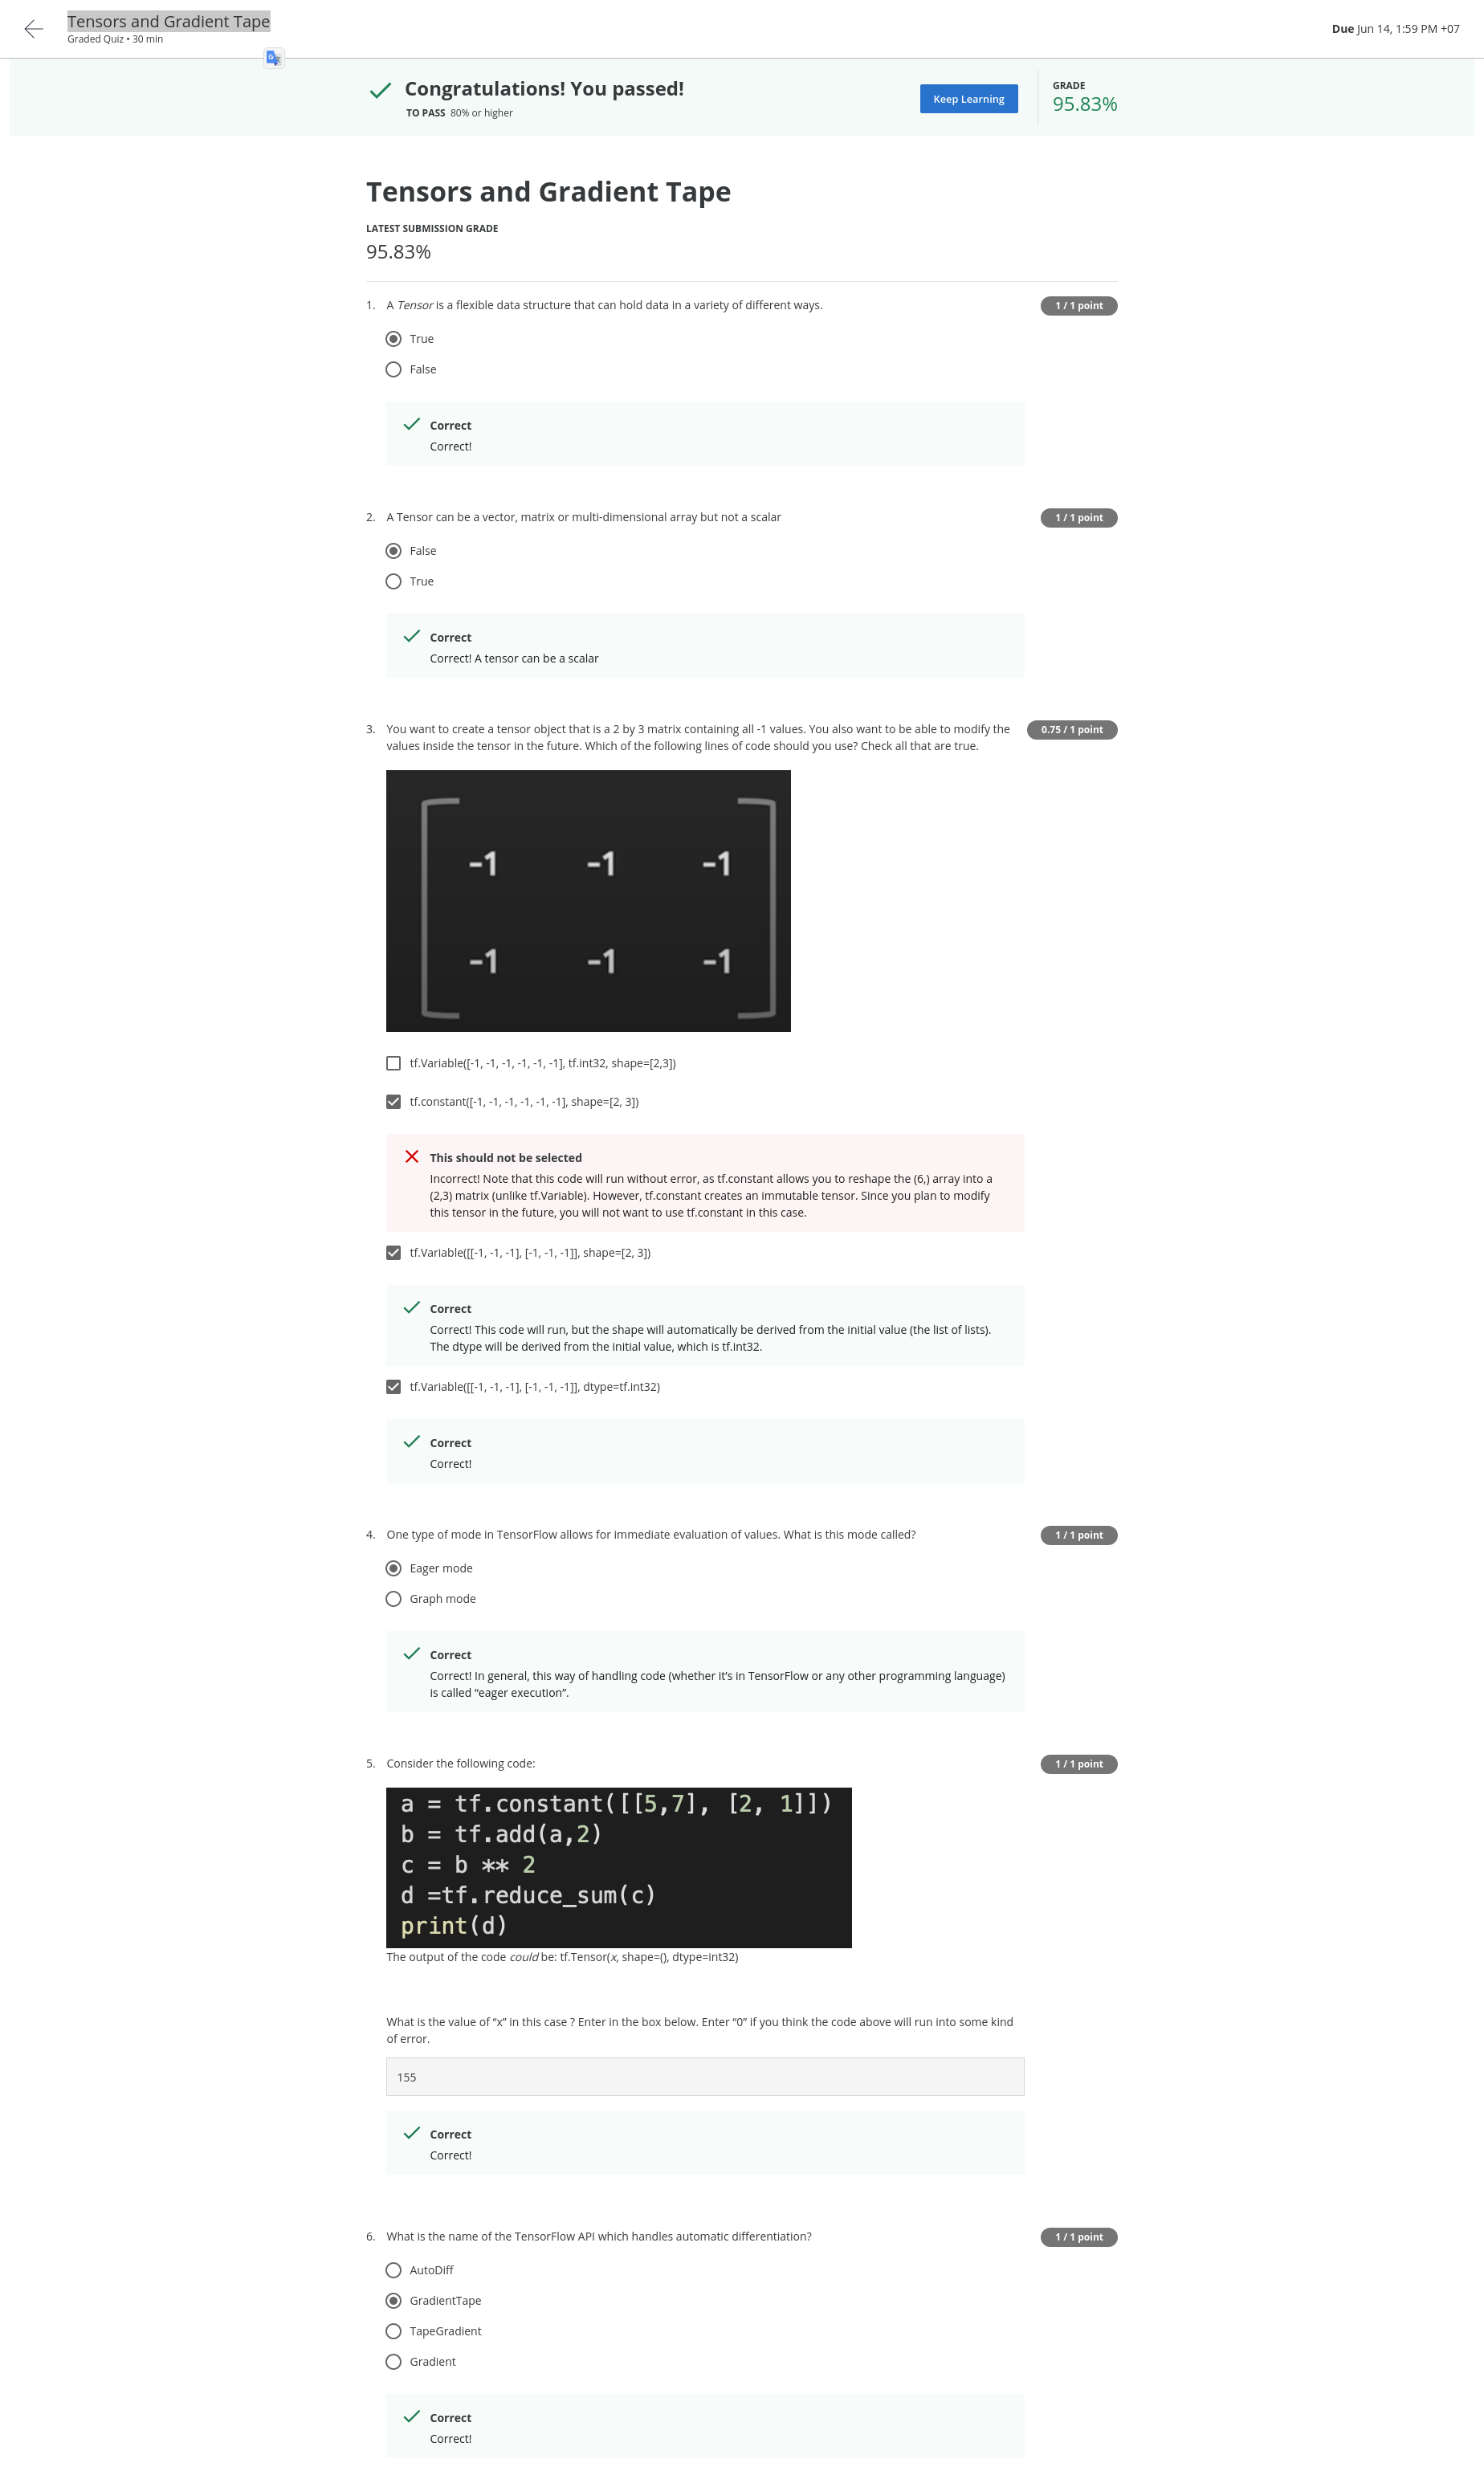 Tensors and Gradient Tape
Graded Quiz • 30 min
Due Jun 14, 1:59 PM +07
Congratulations! You passed!
TO PASS 80% or higher
Keep Learning
GRADE
95.83%
Tensors and Gradient Tape
LATEST SUBMISSION GRADE
95.83%
1. A Tensor is a flexible data structure that can hold data in a variety of different ways.
1 / 1 point
True
False
Correct
Correct!
2. A Tensor can be a vector, matrix or multi-dimensional array but not a scalar
1 / 1 point
False
True
Correct
Correct! A tensor can be a scalar
3. You want to create a tensor object that is a 2 by 3 matrix containing all -1 values. You also want to be able to modify the
values inside the tensor in the future. Which of the following lines of code should you use? Check all that are true.
0.75 / 1 point
-1 -1 -1
-1 -1 -1
tf.Variable([-1, -1, -1, -1, -1, -1], tf.int32, shape=[2,3])
tf.constant([-1, -1, -1, -1, -1, -1], shape=[2, 3])
This should not be selected
Incorrect! Note that this code will run without error, as tf.constant allows you to reshape the (6,) array into a
(2,3) matrix (unlike tf.Variable). However, tf.constant creates an immutable tensor. Since you plan to modify
this tensor in the future, you will not want to use tf.constant in this case.
tf.Variable([[-1, -1, -1], [-1, -1, -1]], shape=[2, 3])
Correct
Correct! This code will run, but the shape will automatically be derived from the initial value (the list of lists).
The dtype will be derived from the initial value, which is tf.int32.
tf.Variable([[-1, -1, -1], [-1, -1, -1]], dtype=tf.int32)
Correct
Correct!
4. One type of mode in TensorFlow allows for immediate evaluation of values. What is this mode called?
1 / 1 point
Eager mode
Graph mode
Correct
Correct! In general, this way of handling code (whether it’s in TensorFlow or any other programming language)
is called “eager execution”.
5. Consider the following code:
1 / 1 point
a = tf.constant([[5,7], [2, 1]])
b = tf.add(a,2)
c = b ** 2
d =tf.reduce_sum(c)
print(d)
The output of the code could be: tf.Tensor(x, shape=(), dtype=int32)
What is the value of “x” in this case ? Enter in the box below. Enter “0” if you think the code above will run into some kind
of error.
155
Correct
Correct!
6. What is the name of the TensorFlow API which handles automatic differentiation?
1 / 1 point
AutoDiff
GradientTape
TapeGradient
Gradient
Correct
Correct!